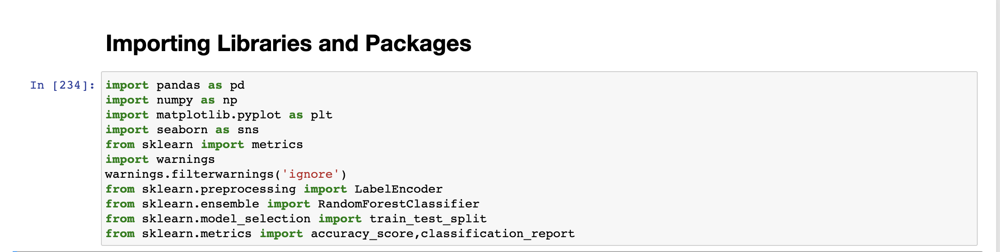 Importing Libraries and Packages
In [234]:
import pandas as pd
import numpy as np
import matplotlib.pyplot as plt
import seaborn as sns
from sklearn import metrics
import warnings
warnings.filterwarnings('ignore')
from sklearn.preprocessing import LabelEncoder
from sklearn.ensemble import RandomForestClassifier
from sklearn.model_selection import train_test_split
from sklearn.metrics import accuracy_score,classification_report